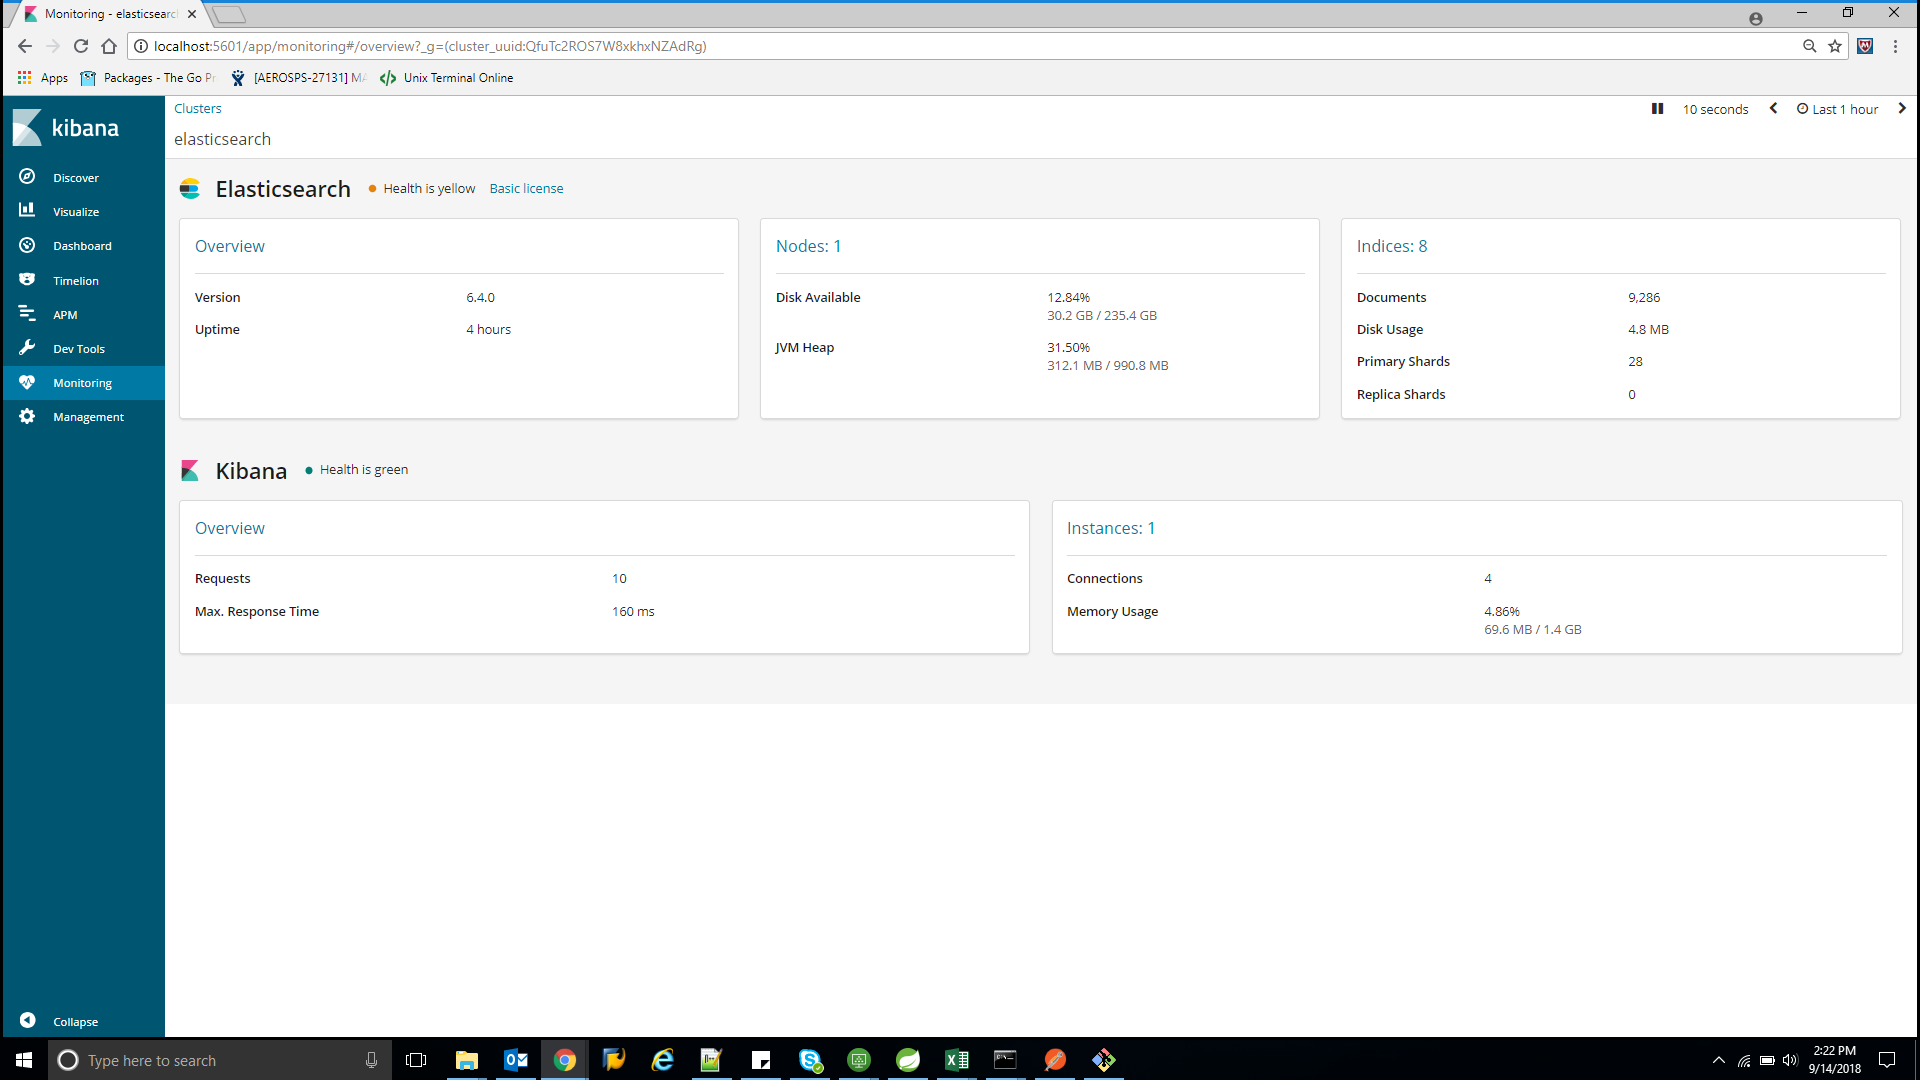 Monitoring - elasticsearc
localhost:5601/app/monitoring#/overview?_g=(cluster_uuid:QfuTc2ROS7W8xkhxNZAdRg)
Apps
Packages - The Go Pr
[AEROSPS-27131] MA
Unix Terminal Online
kibana
Discover
Visualize
Dashboard
Timelion
APM
Dev Tools
Monitoring
Management
Collapse
Clusters
10 seconds
Last 1 hour
elasticsearch
Elasticsearch
Health is yellow
Basic license
Overview
Version 6.4.0
Uptime 4 hours
Nodes: 1
Disk Available 12.84%
30.2 GB / 235.4 GB
JVM Heap 31.50%
312.1 MB / 990.8 MB
Indices: 8
Documents 9,286
Disk Usage 4.8 MB
Primary Shards 28
Replica Shards 0
Kibana
Health is green
Overview
Requests 10
Max. Response Time 160 ms
Instances: 1
Connections 4
Memory Usage 4.86%
69.6 MB / 1.4 GB
Type here to search
2:22 PM
9/14/2018